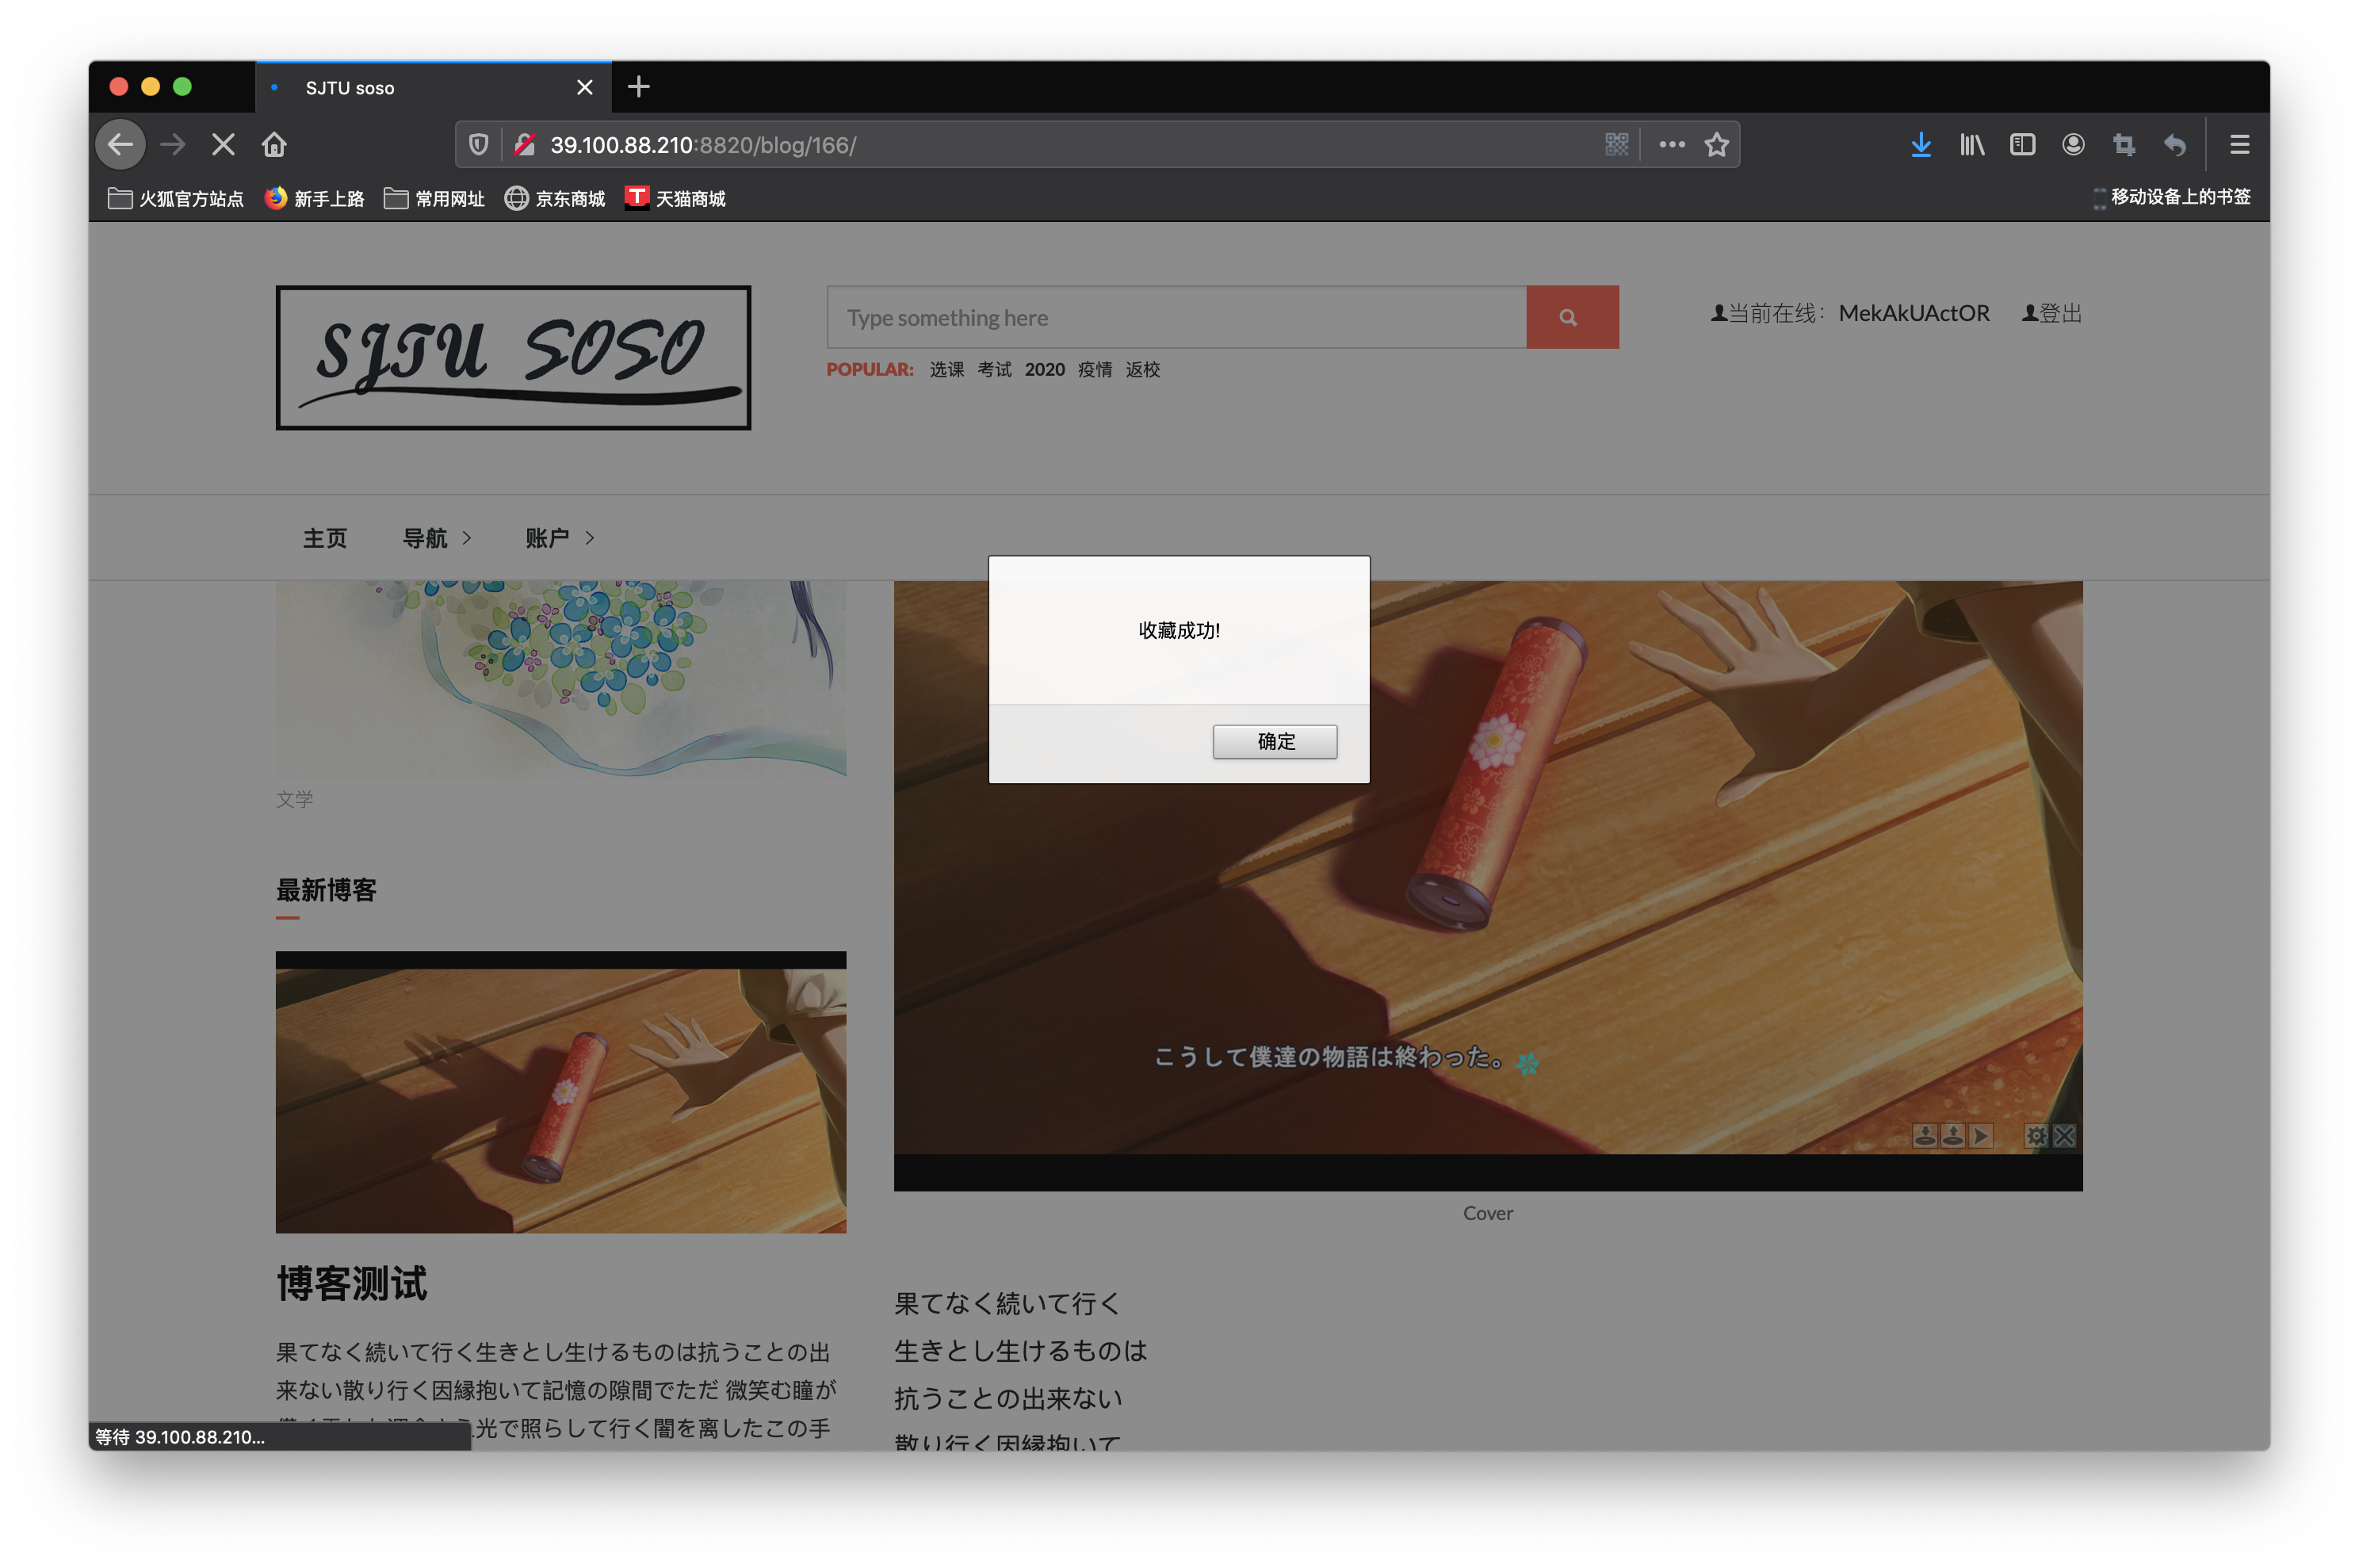 SJTU soso
39.100.88.210:8820/blog/166/
火狐官方站点 新手上路 常用网址 京东商城 T 天猫商城 移动设备上的书签
SJTU SOSO
Type something here
当前在线: MekAkUActOR 登出
POPULAR: 选课 考试 2020 疫情 返校
主页 导航 账户
收藏成功!
确定
文学
最新博客
こうして僕達の物語は終わった。
Cover
博客测试
果てなく続いて行く生きとし生けるものは抗うことの出
来ない散り行く因縁抱いて記憶の隙間でただ 微笑む瞳が
光で照らして行く闇を离したこの手
果てなく続いて行く
生きとし生けるものは
抗うことの出来ない
散り行く因縁抱いて
等待 39.100.88.210...